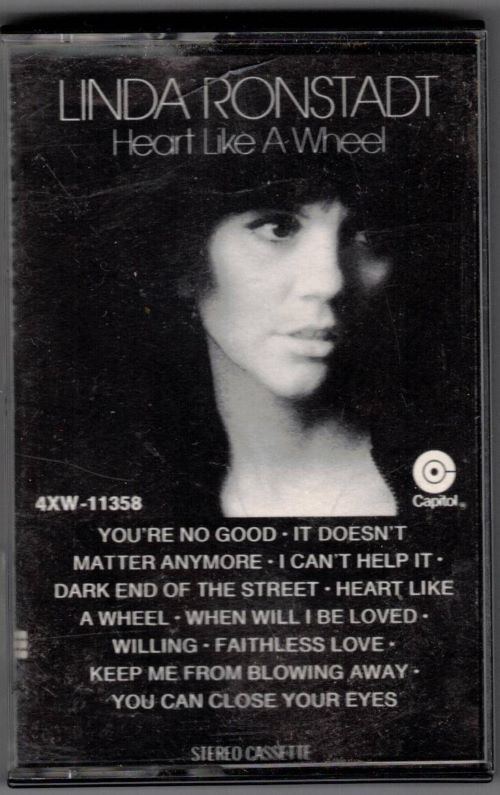 LINDA RONSTADT
Heart Like A Wheel
4XW-11358
Capitol®
YOU'RE NO GOOD · IT DOESN'T
MATTER ANYMORE · I CAN'T HELP IT ·
DARK END OF THE STREET · HEART LIKE
A WHEEL · WHEN WILL I BE LOVED ·
WILLING · FAITHLESS LOVE ·
KEEP ME FROM BLOWING AWAY ·
YOU CAN CLOSE YOUR EYES
STEREO CASSETTE